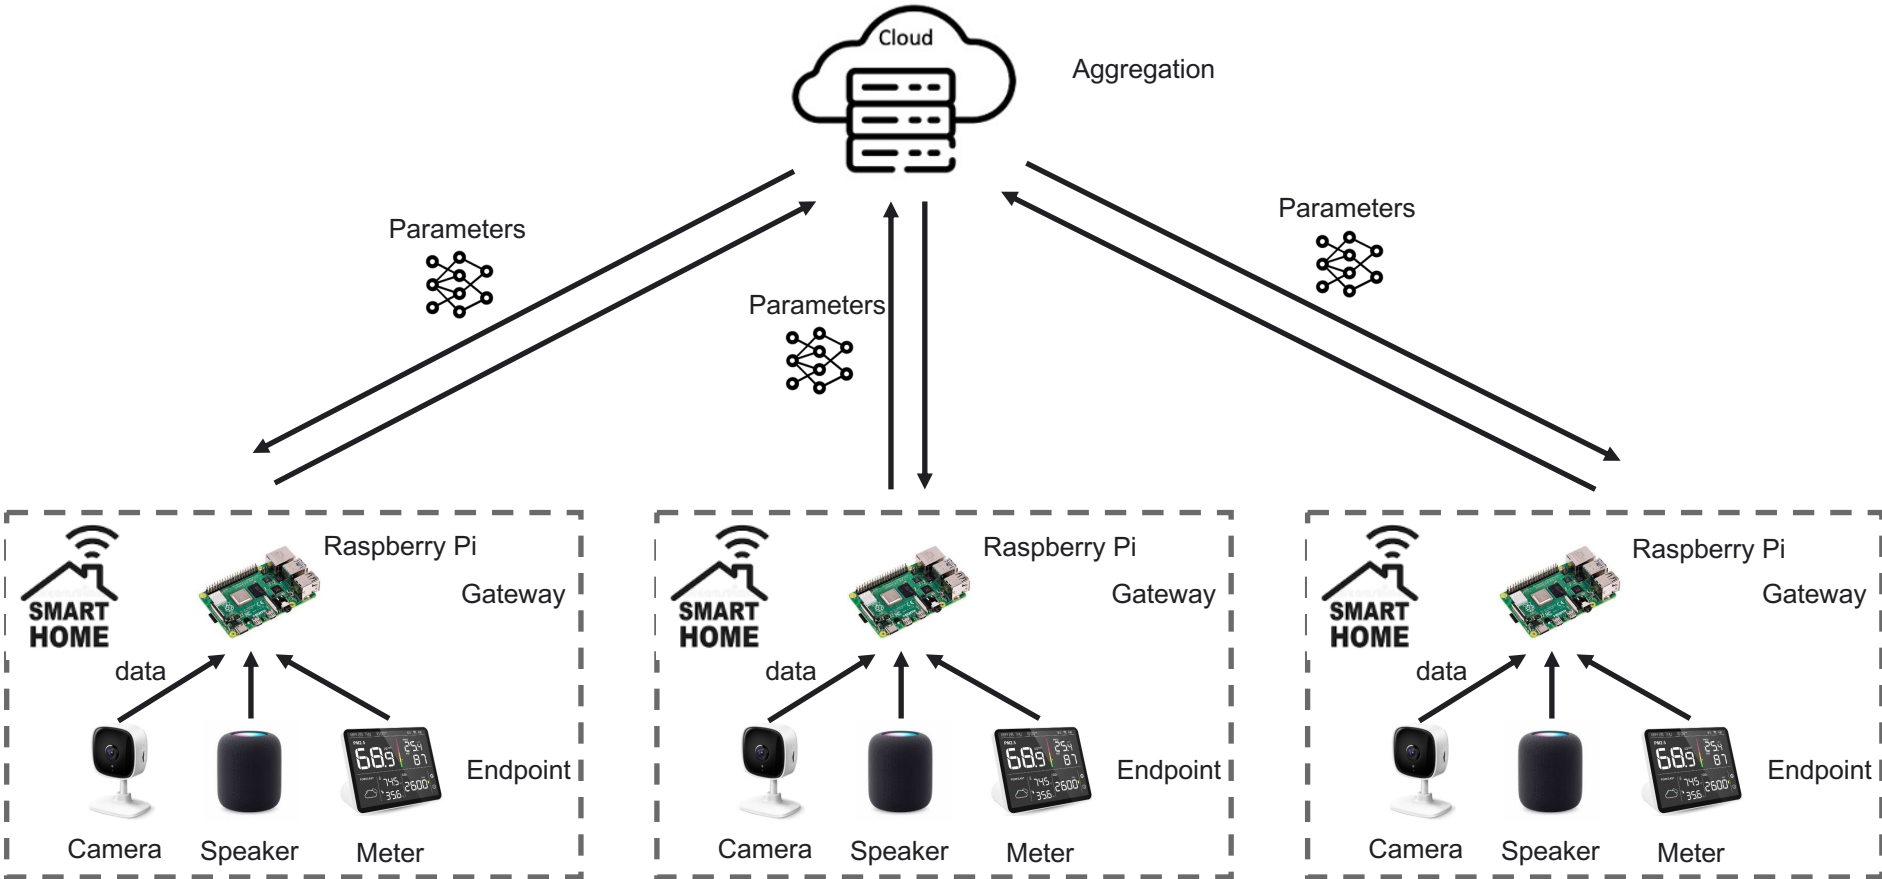 Cloud
Aggregation
Parameters
Parameters
Parameters
SMART
HOME
Raspberry Pi
Gateway
data
Endpoint
Camera
Speaker
Meter
SMART
HOME
Raspberry Pi
Gateway
data
Endpoint
Camera
Speaker
Meter
SMART
HOME
Raspberry Pi
Gateway
data
Endpoint
Camera
Speaker
Meter